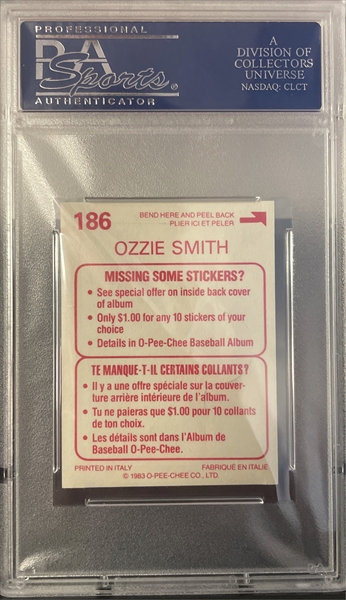 PROFESSIONAL
PSA
Sports®
AUTHENTICATOR
A
DIVISION OF
COLLECTORS
UNIVERSE
NASDAQ: CLCT
186
BEND HERE AND PEEL BACK
PLIER ICI ET PELER
OZZIE SMITH
MISSING SOME STICKERS?
• See special offer on inside back cover
of album
• Only $1.00 for any 10 stickers of your
choice
• Details in O-Pee-Chee Baseball Album
TE MANQUE-T-IL CERTAINS COLLANTS?
• Il y a une offre spéciale sur la couver-
ture arrière intérieure de l'album.
• Tu ne paieras que $1.00 pour 10 collants
de ton choix.
• Les détails sont dans l'Album de
Baseball O-Pee-Chee.
PRINTED IN ITALY
FABRIQUÉ EN ITALIE
© 1983 O-PEE-CHEE CO., LTD.